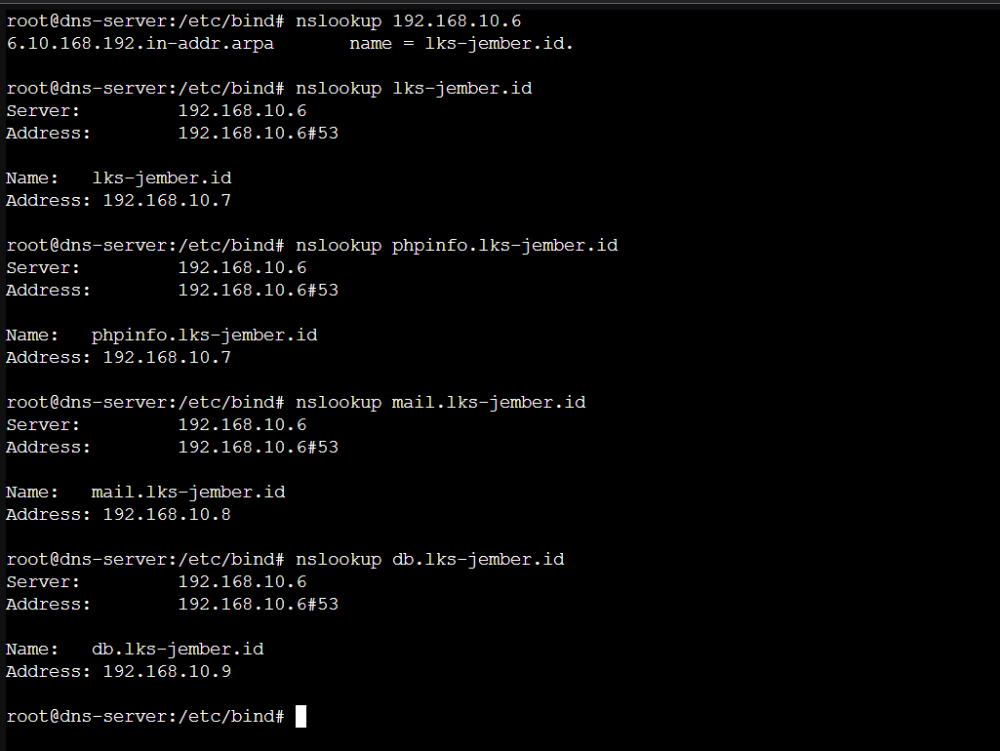 root@dns-server:/etc/bind# nslookup 192.168.10.6
6.10.168.192.in-addr.arpa       name = lks-jember.id.
root@dns-server:/etc/bind# nslookup lks-jember.id
Server:         192.168.10.6
Address:        192.168.10.6#53
Name:   lks-jember.id
Address: 192.168.10.7
root@dns-server:/etc/bind# nslookup phpinfo.lks-jember.id
Server:         192.168.10.6
Address:        192.168.10.6#53
Name:   phpinfo.lks-jember.id
Address: 192.168.10.7
root@dns-server:/etc/bind# nslookup mail.lks-jember.id
Server:         192.168.10.6
Address:        192.168.10.6#53
Name:   mail.lks-jember.id
Address: 192.168.10.8
root@dns-server:/etc/bind# nslookup db.lks-jember.id
Server:         192.168.10.6
Address:        192.168.10.6#53
Name:   db.lks-jember.id
Address: 192.168.10.9
root@dns-server:/etc/bind#